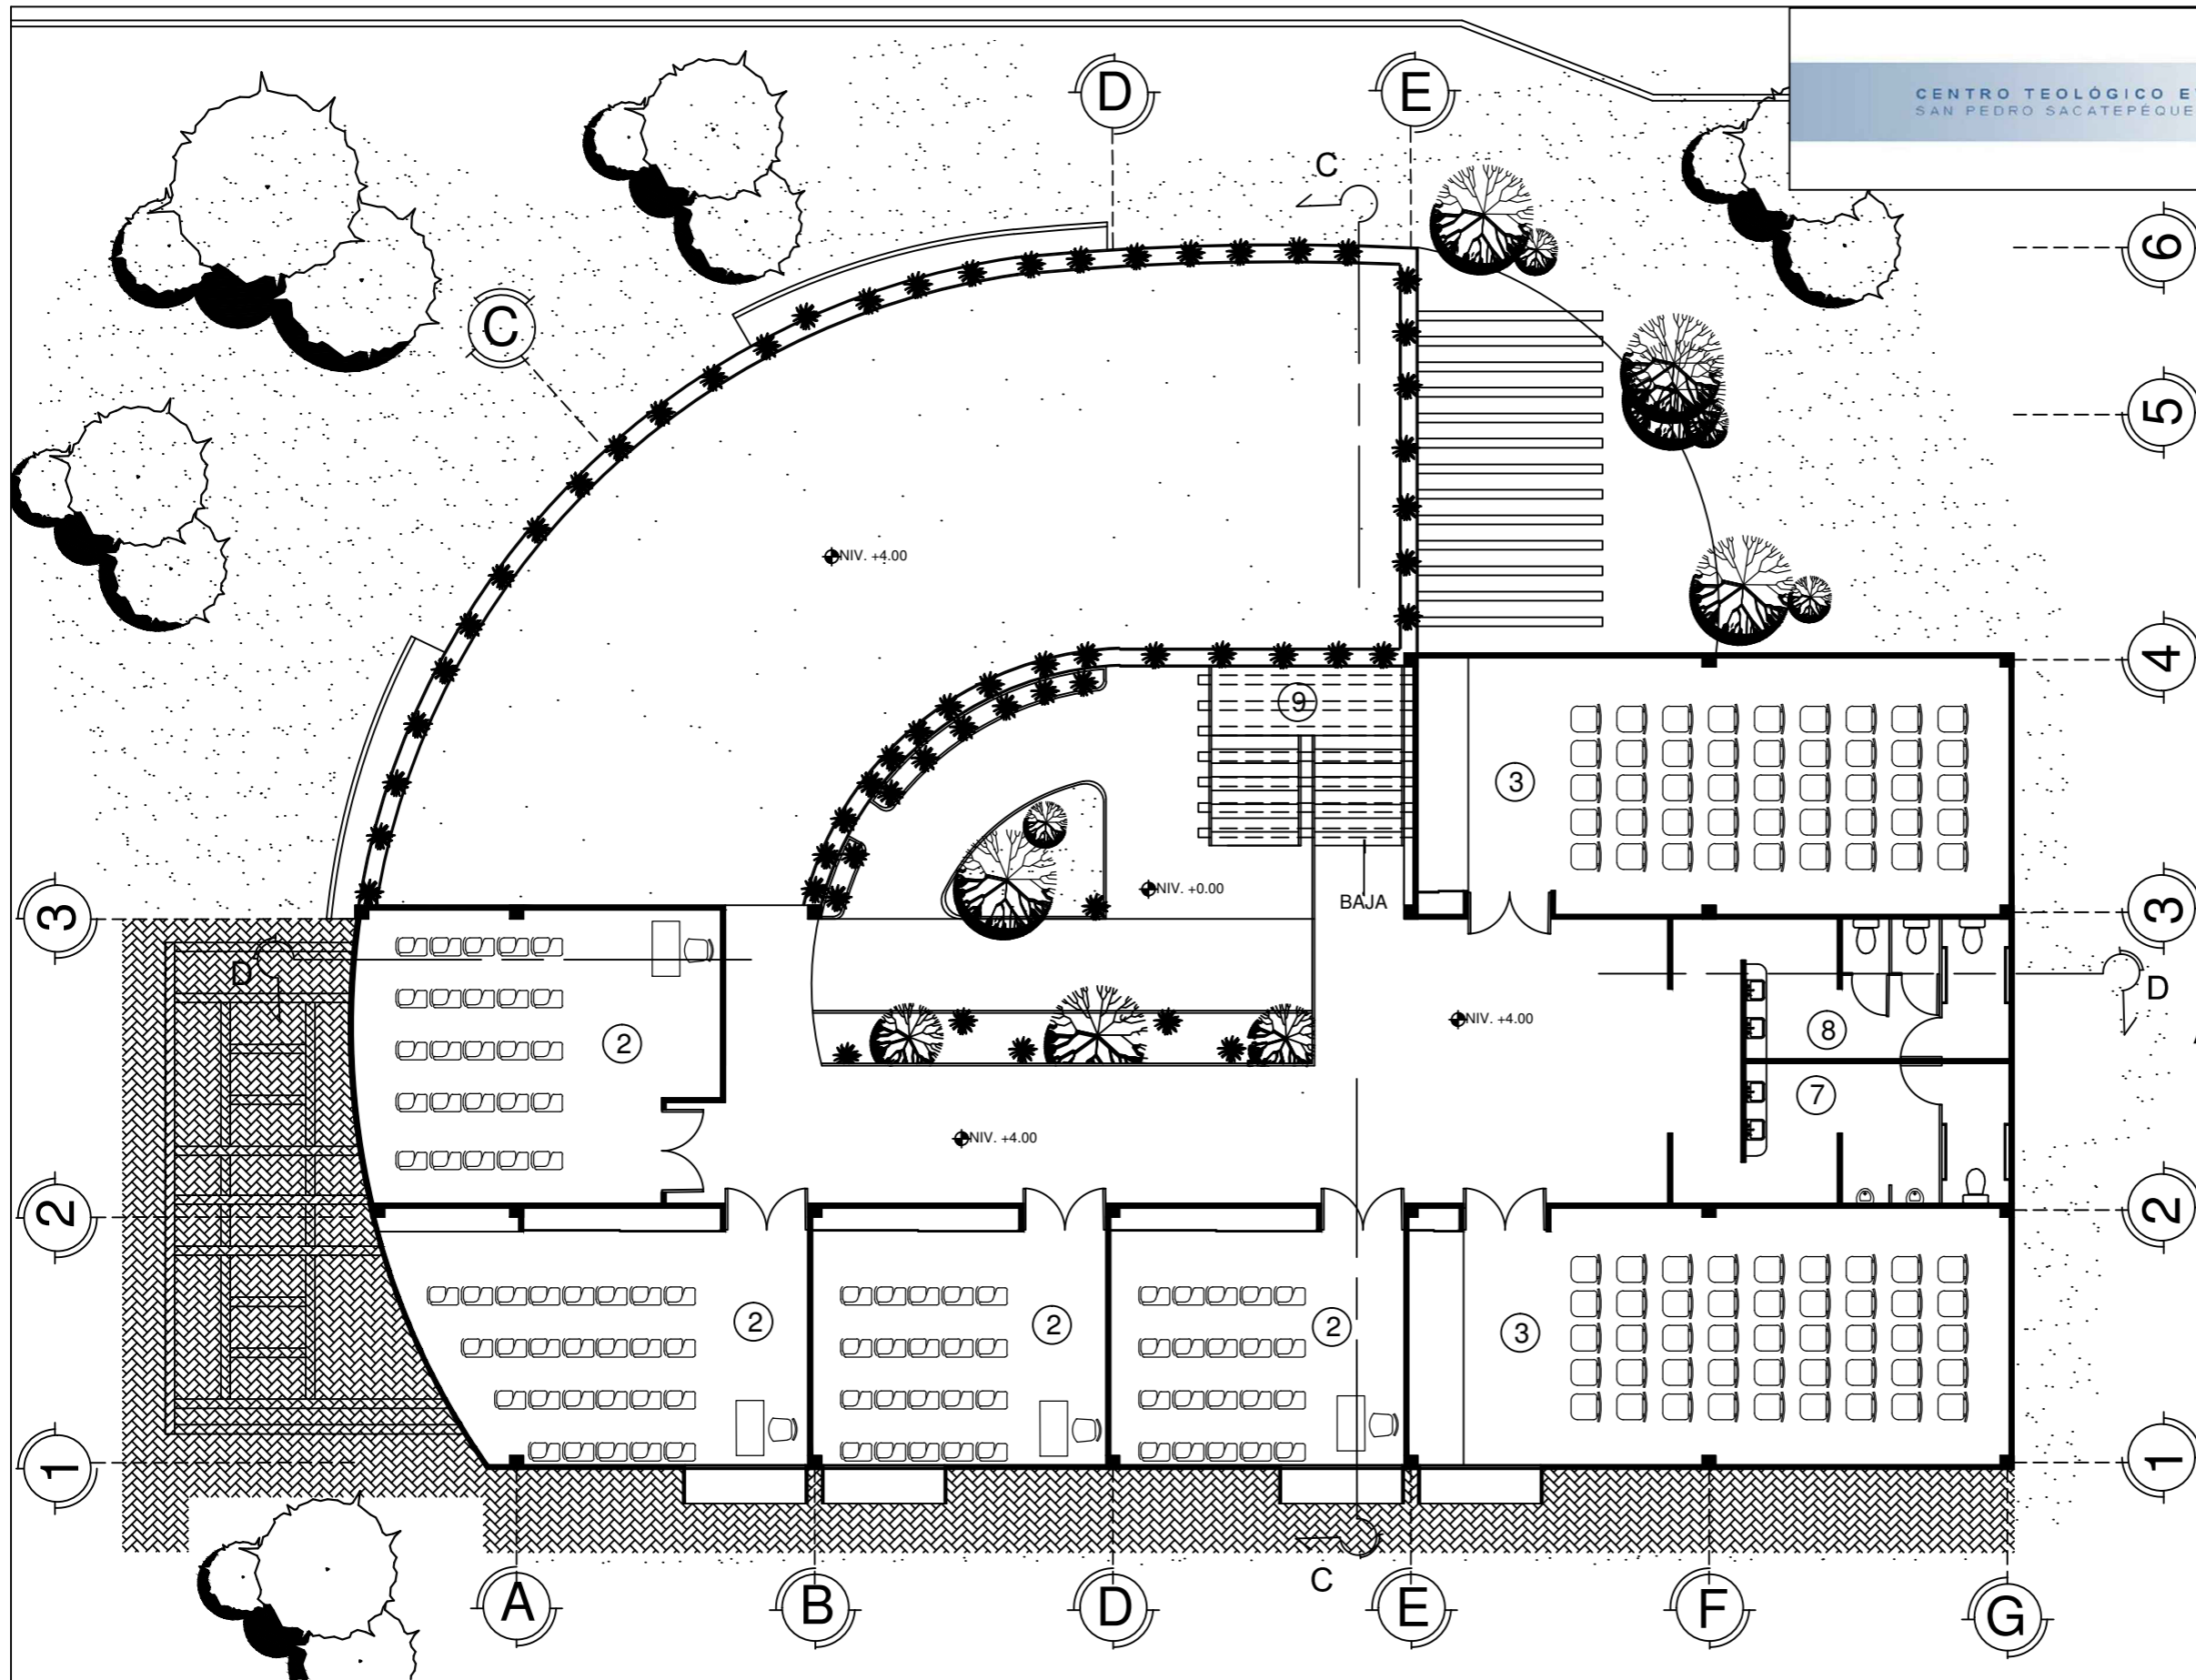 CENTRO TEOLÓGICO
SAN PEDRO SACATEPÉQUE
D
E
C
6
C
5
NIV. +4.00
4
9
3
NIV. +0.00
BAJA
3
3
D
D
2
NIV. +4.00
8
7
NIV. +4.00
2
2
2
2
2
3
1
1
C
A
B
D
E
F
G